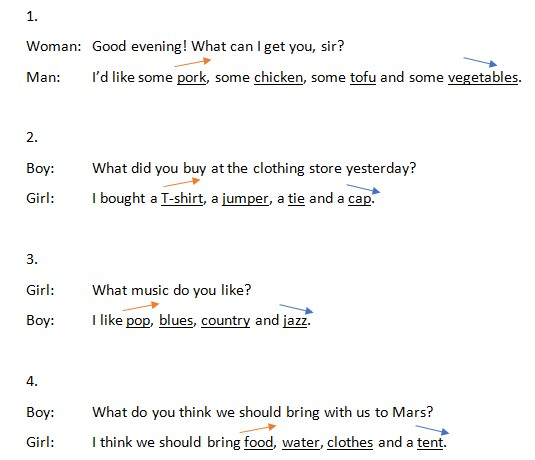 1.
Woman: Good evening! What can I get you, sir?
Man: I'd like some pork, some chicken, some tofu and some vegetables.
2.
Boy: What did you buy at the clothing store yesterday?
Girl: I bought a T-shirt, a jumper, a tie and a cap.
3.
Girl: What music do you like?
Boy: I like pop, blues, country and jazz.
4.
Boy: What do you think we should bring with us to Mars?
Girl: I think we should bring food, water, clothes and a tent.